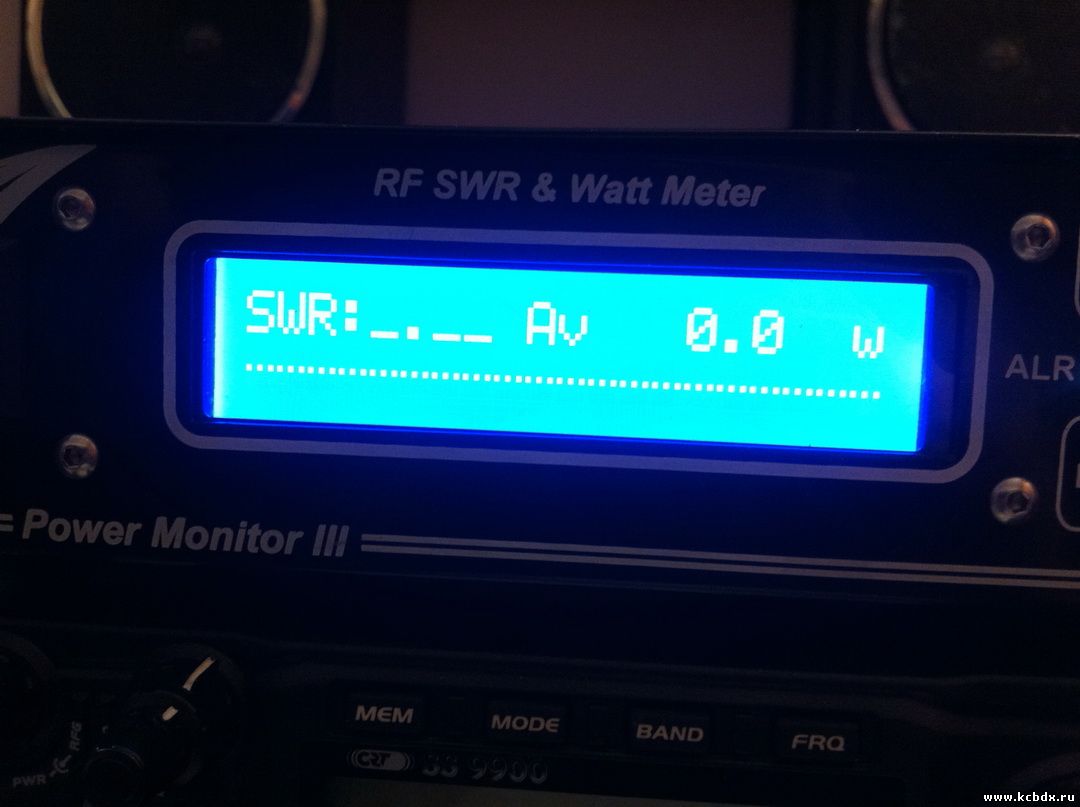 RF SWR & Watt Meter
SWR:_.__ Av 0.0 w
ALR
Power Monitor III
MEM MODE BAND FRQ
CRT SS 9900
PWR RFG
www.kcbdx.ru